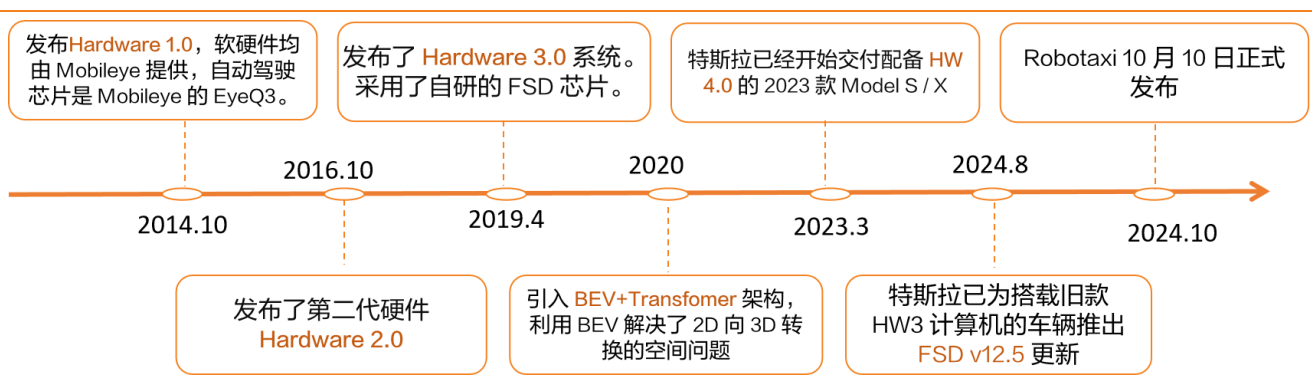 发布Hardware 1.0，软硬件均
由 Mobileye 提供，自动驾驶
芯片是 Mobileye 的 EyeQ3。
发布了 Hardware 3.0 系统。
采用了自研的 FSD 芯片。
特斯拉已经开始交付配备 HW
4.0 的 2023 款 Model S / X
Robotaxi 10 月 10 日正式
发布
2016.10
2020
2024.8
2014.10
2019.4
2023.3
2024.10
发布了第二代硬件
Hardware 2.0
引入 BEV+Transfomer 架构，
利用 BEV 解决了 2D 向 3D 转
换的空间问题
特斯拉已为搭载旧款
HW3 计算机的车辆推出
FSD v12.5 更新